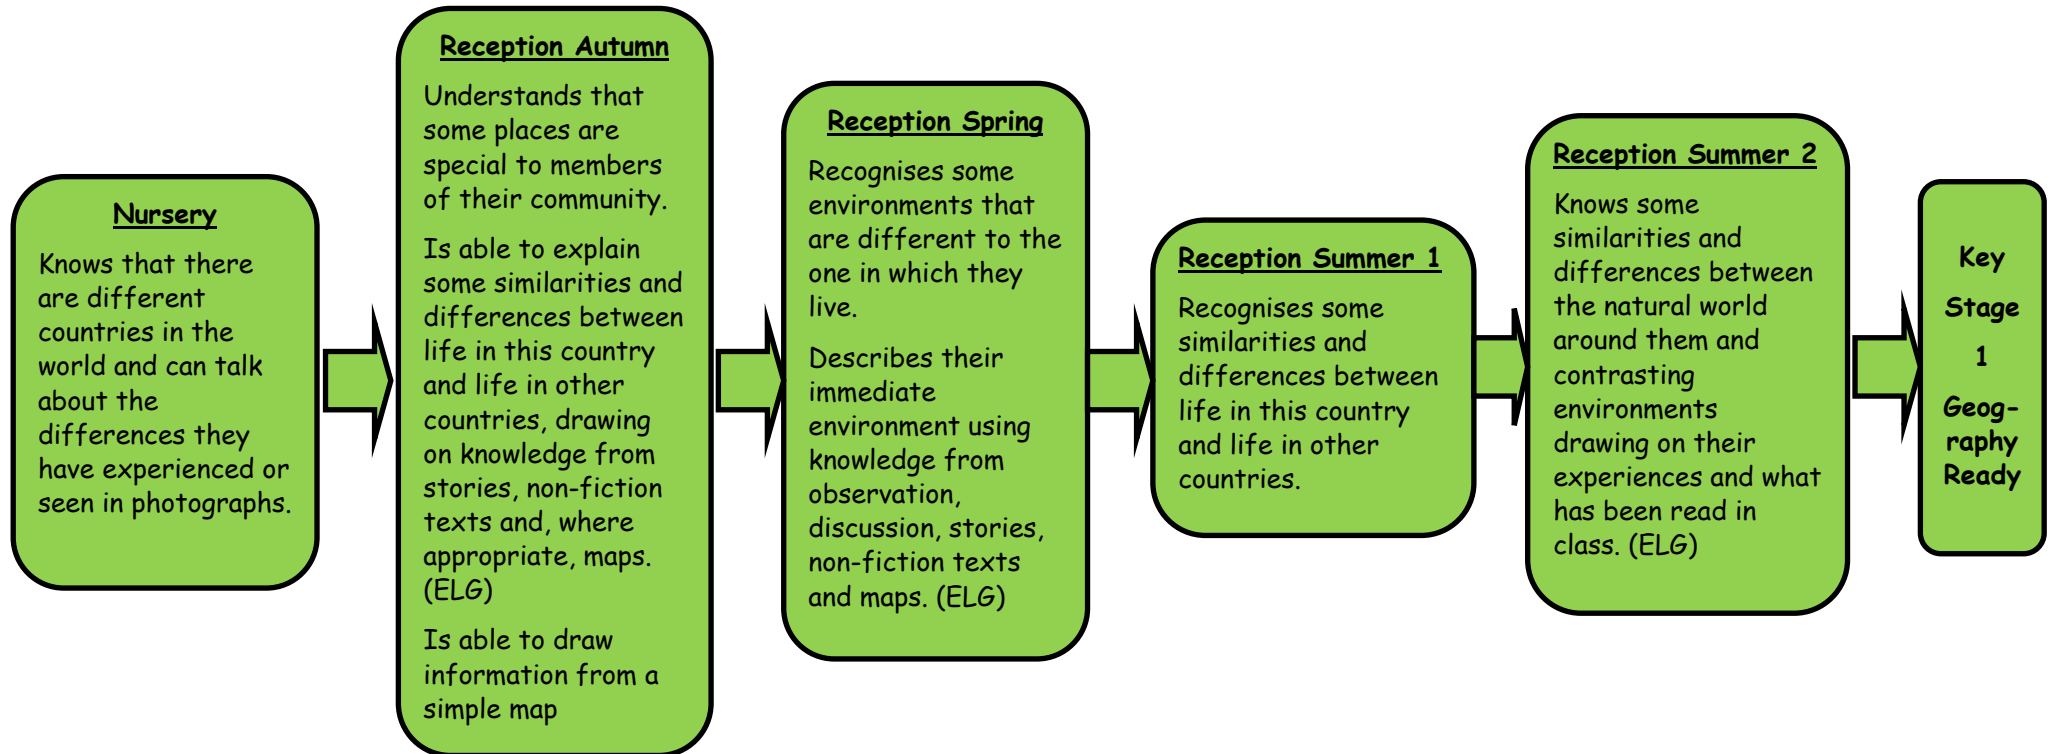 Nursery
Knows that there
are different
countries in the
world and can talk
about the
differences they
have experienced or
seen in photographs.
Reception Autumn
Understands that
some places are
special to members
of their community.
Is able to explain
some similarities and
differences between
life in this country
and life in other
countries, drawing
on knowledge from
stories, non-fiction
texts and, where
appropriate, maps.
(ELG)
Is able to draw
information from a
simple map
Reception Spring
Recognises some
environments that
are different to the
one in which they
live.
Describes their
immediate
environment using
knowledge from
observation,
discussion, stories,
non-fiction texts
and maps. (ELG)
Reception Summer 1
Recognises some
similarities and
differences between
life in this country
and life in other
countries.
Reception Summer 2
Knows some
similarities and
differences between
the natural world
around them and
contrasting
environments
drawing on their
experiences and what
has been read in
class. (ELG)
Key
Stage
1
Geog-
raphy
Ready